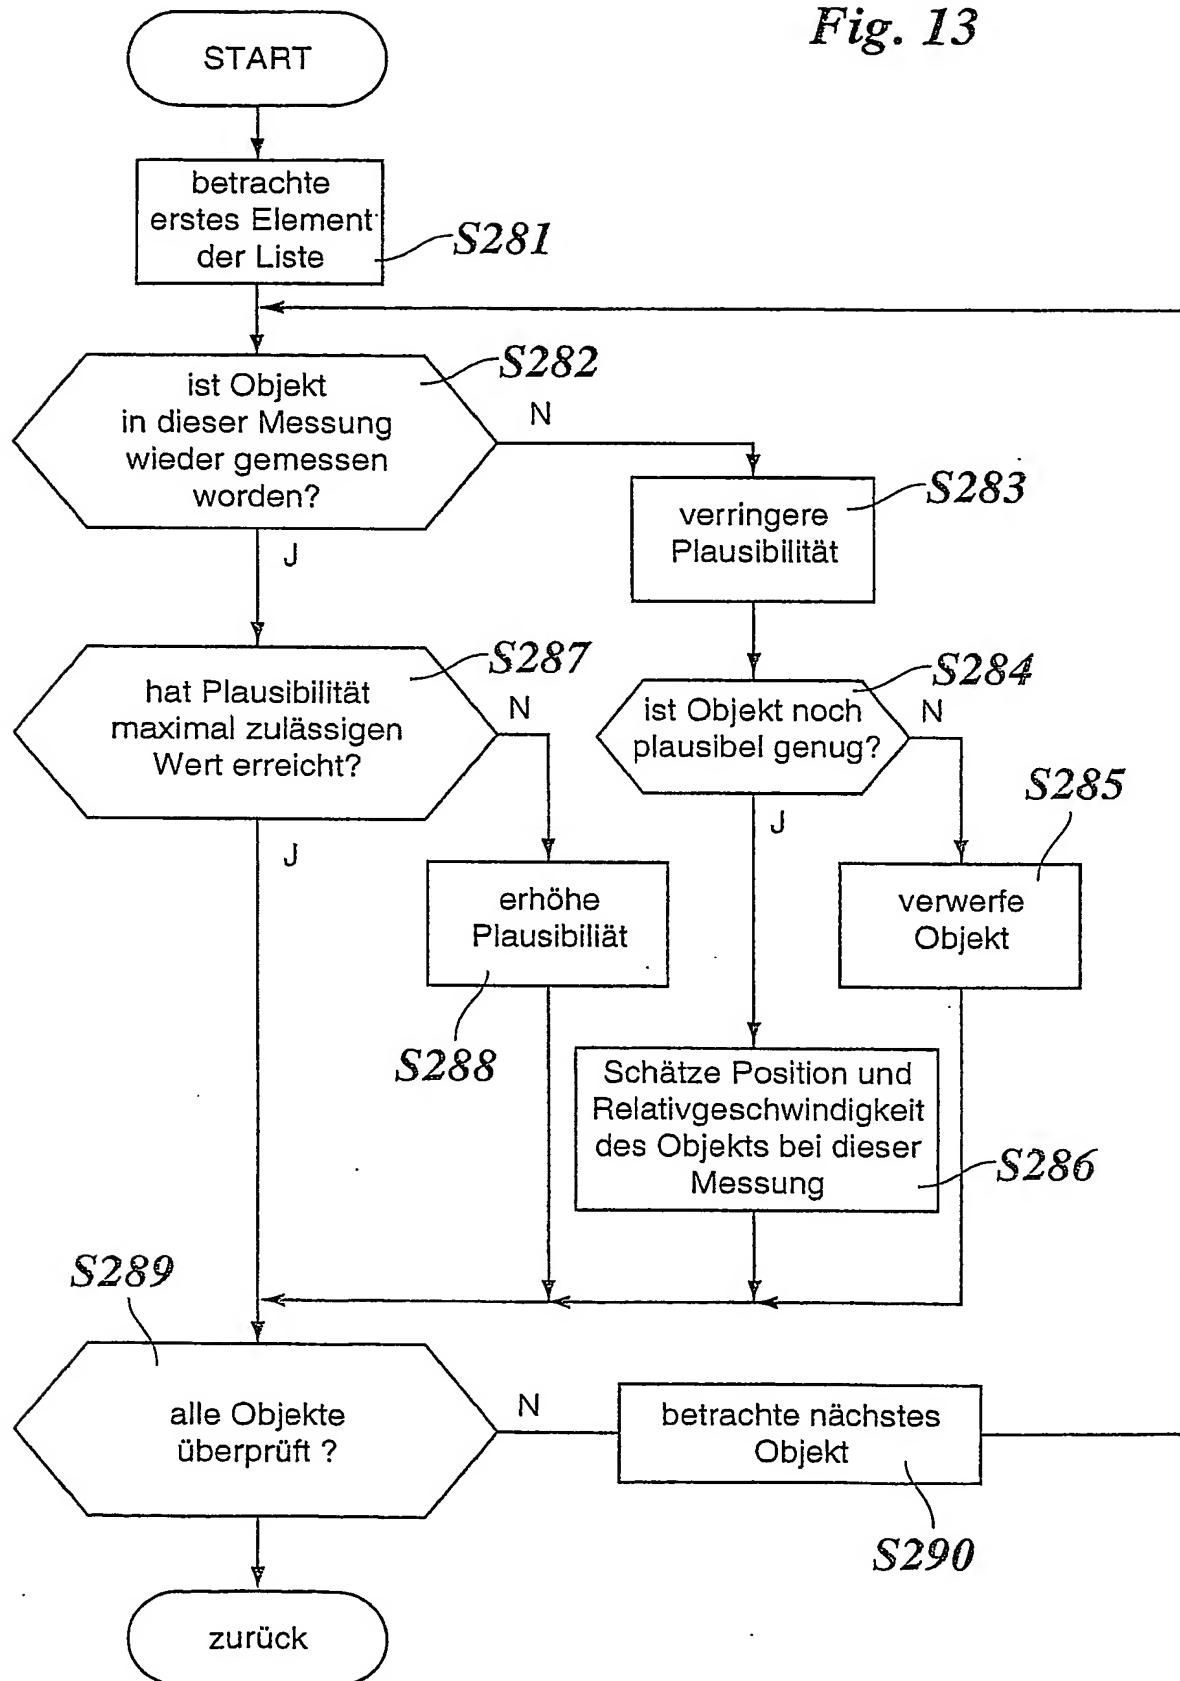 Fig. 13
START
betrachte
erstes Element
der Liste
S281
S282
ist Objekt
in dieser Messung
wieder gemessen
worden?
N
J
S283
verringere
Plausibilität
S287
hat Plausibilität
maximal zulässigen
Wert erreicht?
N
J
S284
ist Objekt noch
plausibel genug?
N
J
S285
verwerfe
Objekt
erhöhe
Plausibiliät
S288
Schätze Position und
Relativgeschwindigkeit
des Objekts bei dieser
Messung
S286
S289
alle Objekte
überprüft ?
N
betrachte nächstes
Objekt
S290
zurück